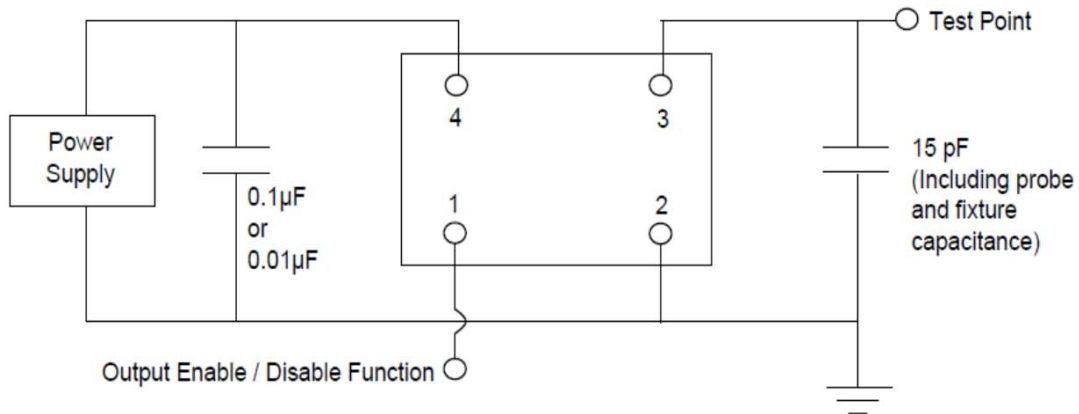 Test Point
4
3
Power
Supply
15 pF
(Including probe
and fixture
capacitance)
0.1µF
or
0.01µF
1
2
Output Enable / Disable Function